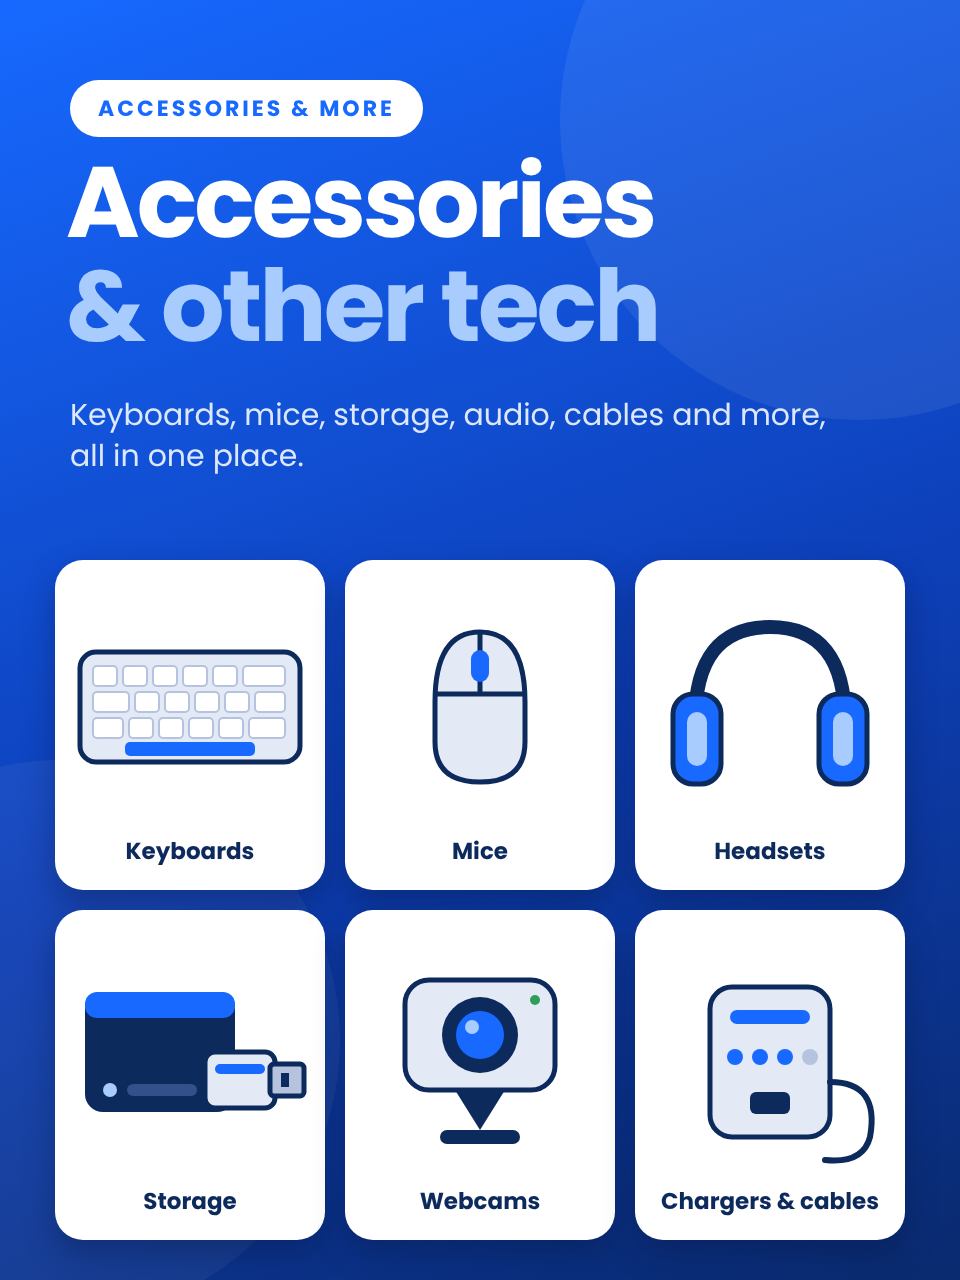 ACCESSORIES & MORE
Accessories
& other tech
Keyboards, mice, storage, audio, cables and more,
all in one place.
Keyboards
Mice
Headsets
Storage
Webcams
Chargers & cables